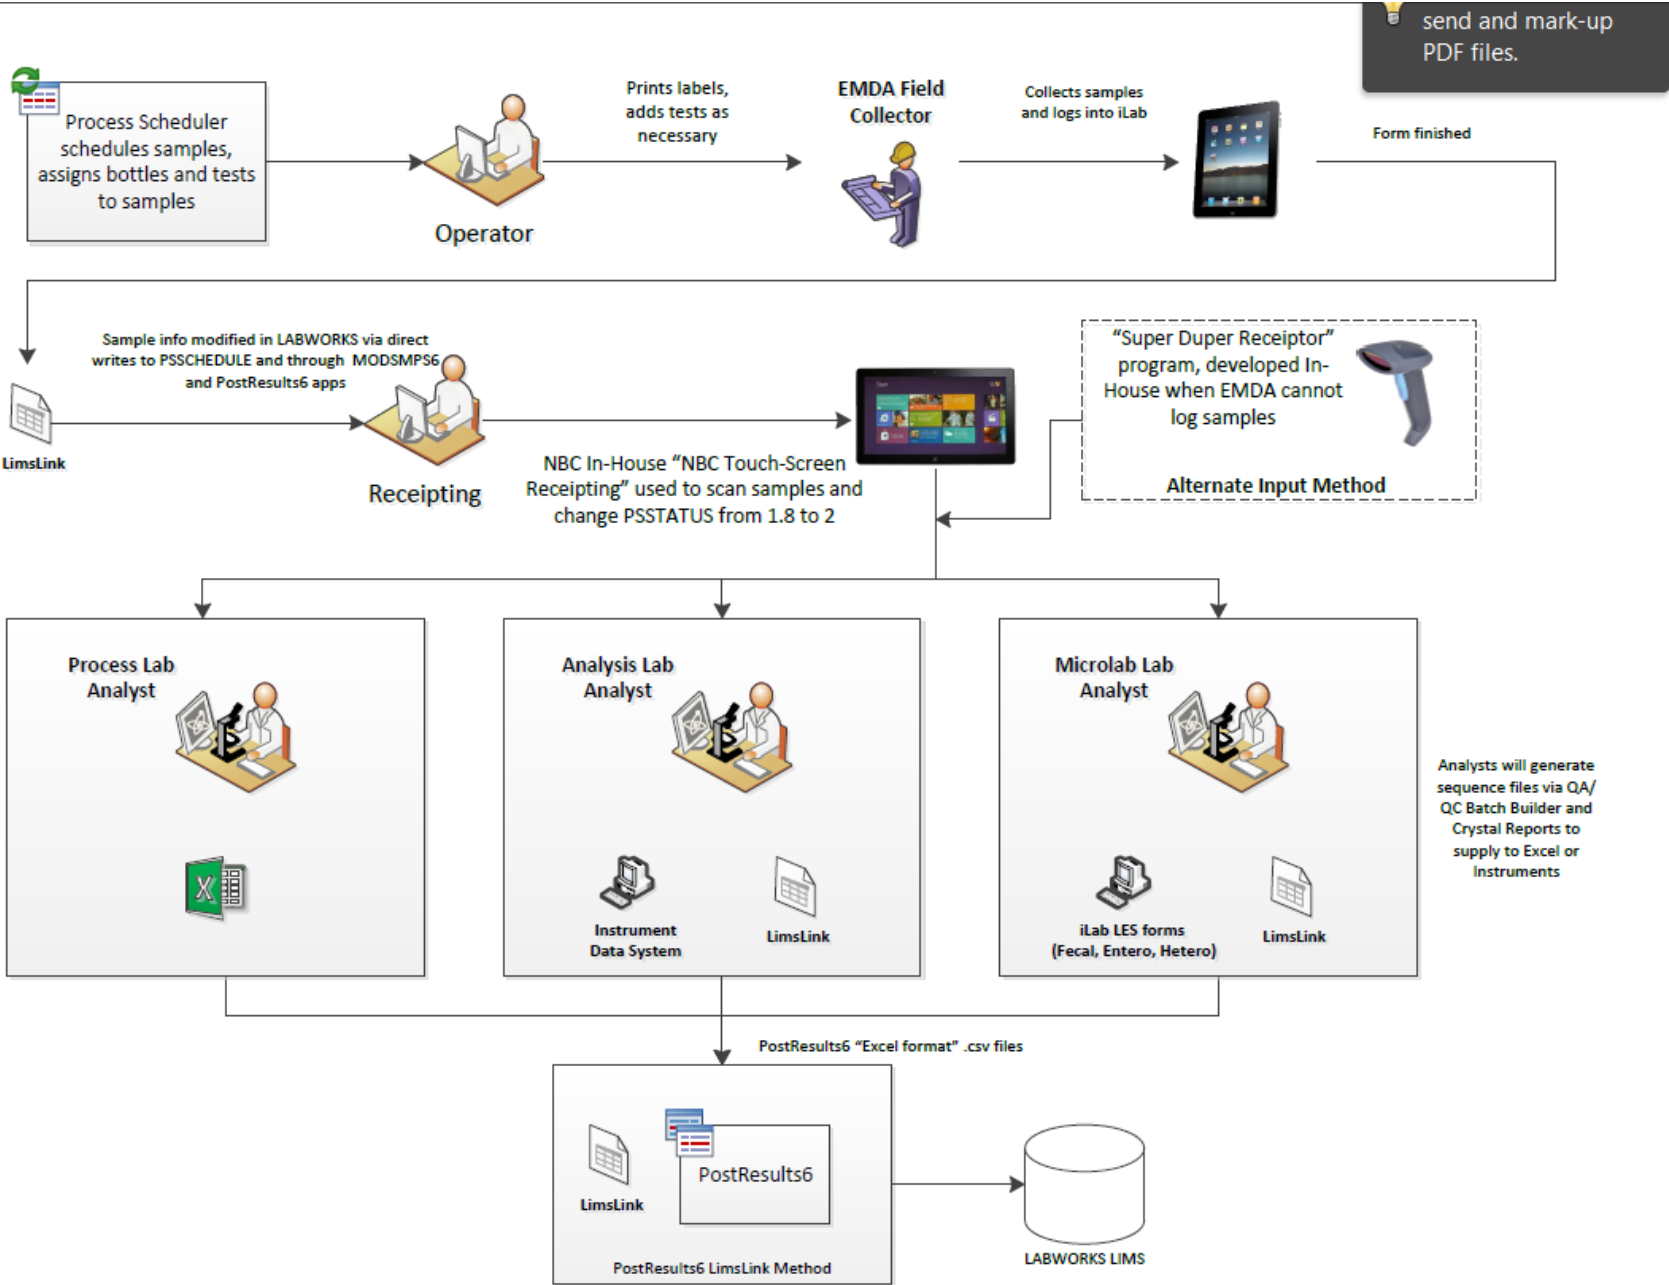 send and mark-up
PDF files.
Process Scheduler
schedules samples,
assigns bottles and tests
to samples
Operator
Prints labels,
adds tests as
necessary
EMDA Field
Collector
Collects samples
and logs into iLab
Form finished
LimsLink
Sample info modified in LABWORKS via direct
writes to PSSCHEDULE and through MODSMPS6
and PostResults6 apps
Receipting
NBC In-House “NBC Touch-Screen
Receipting” used to scan samples and
change PSSTATUS from 1.8 to 2
Start
“Super Duper Receiptor”
program, developed In-
House when EMDA cannot
log samples
Alternate Input Method
Process Lab
Analyst
X
Analysis Lab
Analyst
Instrument
Data System
LimsLink
Microlab Lab
Analyst
iLab LES forms
(Fecal, Entero, Hetero)
LimsLink
Analysts will generate
sequence files via QA/
QC Batch Builder and
Crystal Reports to
supply to Excel or
Instruments
PostResults6 “Excel format” .csv files
LimsLink
PostResults6
PostResults6 LimsLink Method
LABWORKS LIMS